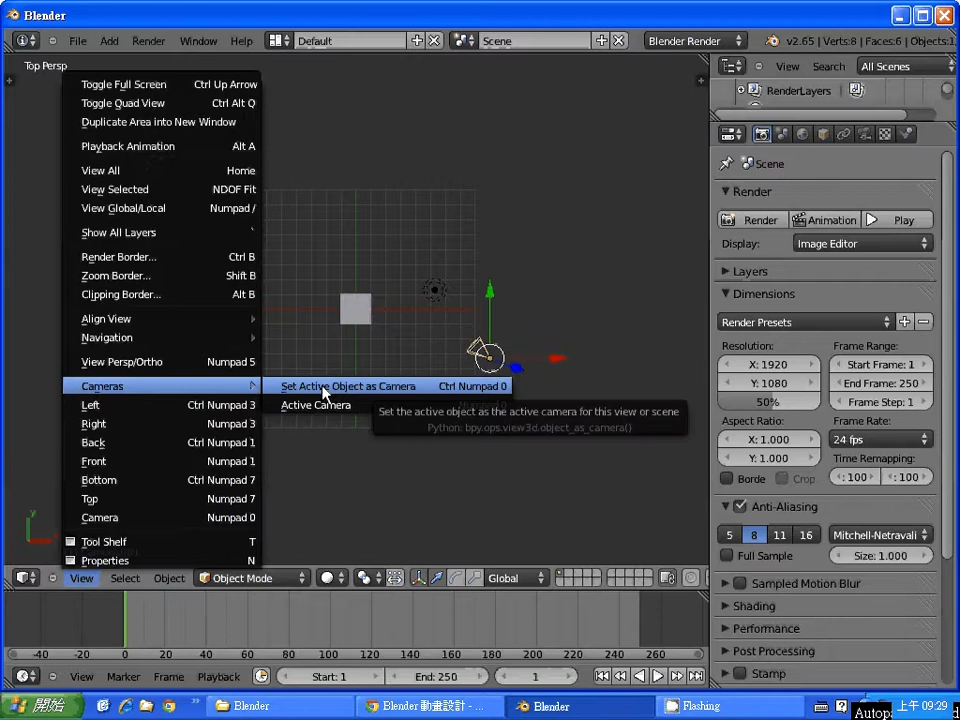 Blender
File Add Render Window Help Default Scene Blender Render v2.65 | Verts:8 | Faces:6 | Objects:1
Top Persp
Toggle Full Screen Ctrl Up Arrow
Toggle Quad View Ctrl Alt Q
Duplicate Area into New Window
Playback Animation Alt A
View All Home
View Selected NDOF Fit
View Global/Local Numpad /
Show All Layers `
Render Border... Ctrl B
Zoom Border... Shift B
Clipping Border... Alt B
Align View
Navigation
View Persp/Ortho Numpad 5
Cameras
Left Ctrl Numpad 3
Right Numpad 3
Back Ctrl Numpad 1
Front Numpad 1
Bottom Ctrl Numpad 7
Top Numpad 7
Camera Numpad 0
Tool Shelf T
Properties N
Set Active Object as Camera Ctrl Numpad 0
Active Camera
Set the active object as the active camera for this view or scene
Python: bpy.ops.view3d.object_as_camera()
y
View Select Object Object Mode Global
-40 -20 0 20 40 60 80 100 120 140 160 180 200 220 240 260
View Marker Frame Playback Start: 1 End: 250 1
View Search All Scenes
RenderLayers
Scene
Render
Render Animation Play
Display: Image Editor
Layers
Dimensions
Render Presets
Resolution: Frame Range:
X: 1920 Start Frame: 1
Y: 1080 End Frame: 250
50% Frame Step: 1
Aspect Ratio: Frame Rate:
X: 1.000 24 fps
Y: 1.000 Time Remapping:
Borde Crop :100 :100
Anti-Aliasing
5 8 11 16 Mitchell-Netravali
Full Sample Size: 1.000
Sampled Motion Blur
Shading
Performance
Post Processing
Stamp
開始 Blender Blender 動畫設計 - ... Blender Flashing 上午 09:29